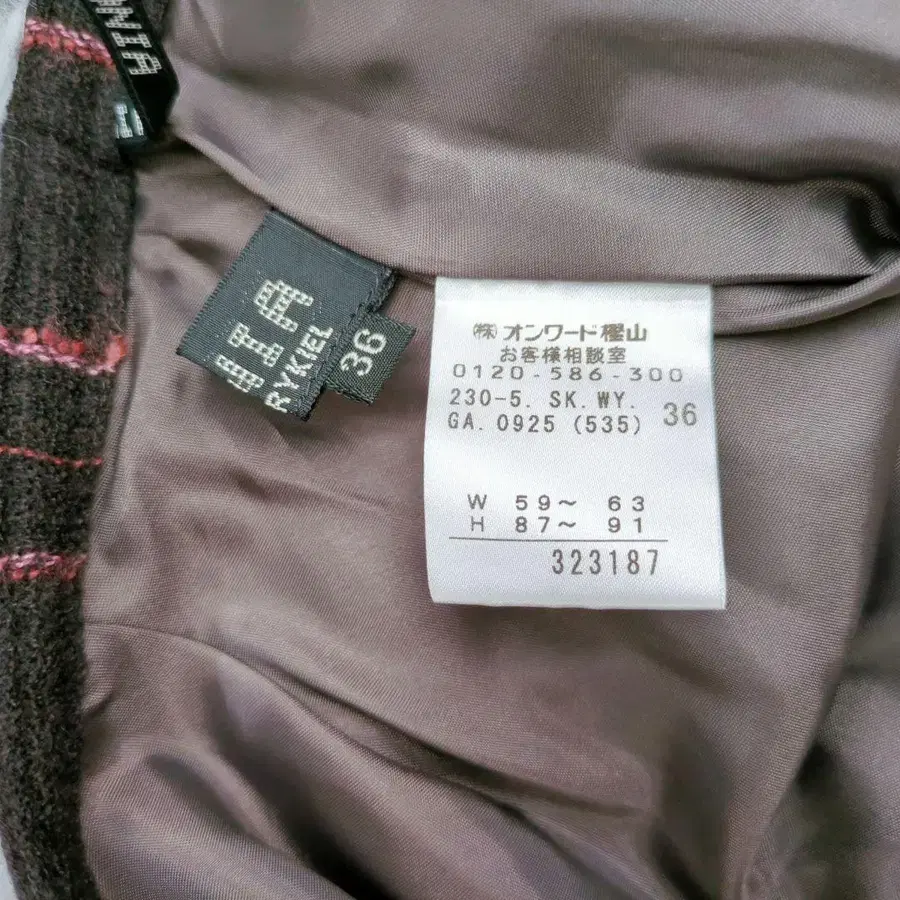 RYKIEL
36
(株)オンワード樫山
お客様相談室
0120-586-300
230-5. SK. WY. 36
GA. 0925 (535)
W 59～ 63
H 87～ 91
323187